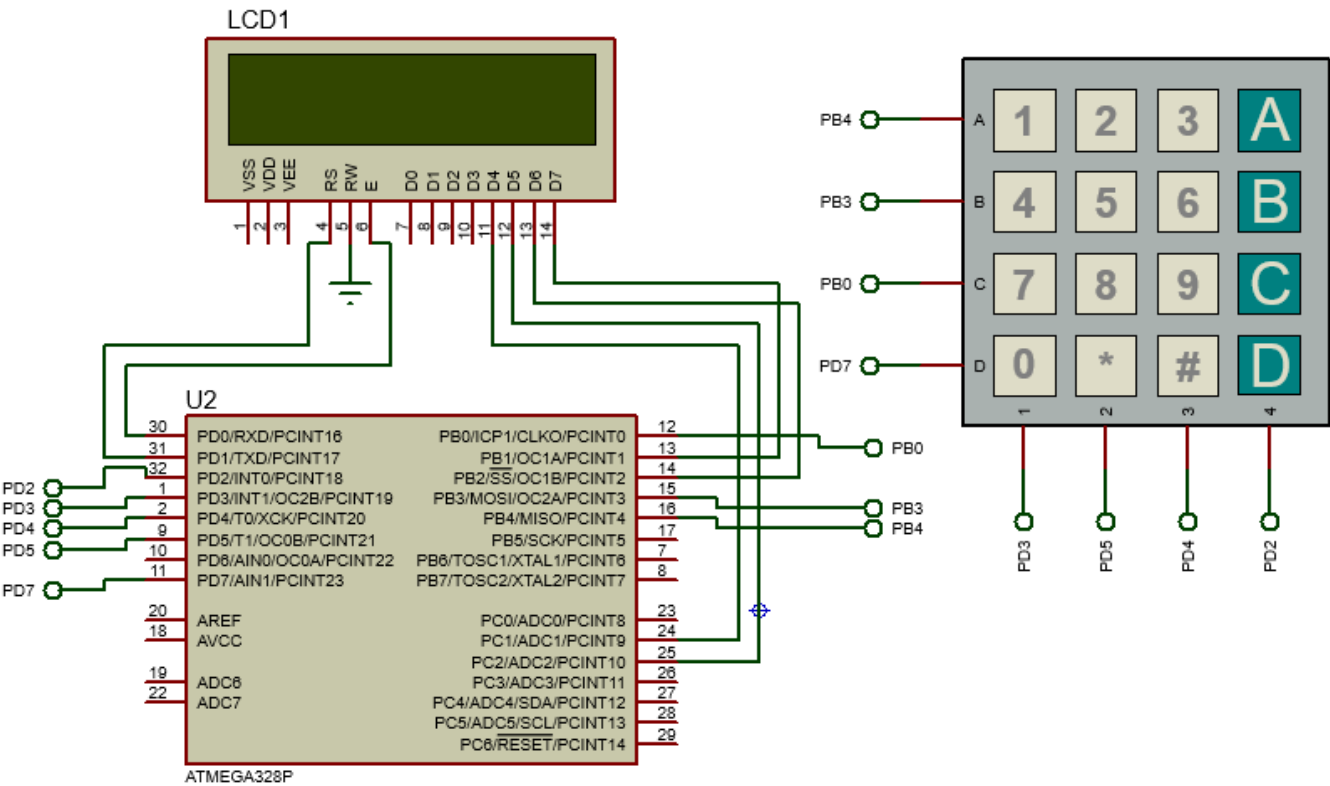 LCD1
VSS
VDD
VEE
RS
RW
E
D0
D1
D2
D3
D4
D5
D6
D7
1
2
3
4
5
6
7
8
9
10
11
12
13
14
U2
30 PD0/RXD/PCINT16
31 PD1/TXD/PCINT17
32 PD2/INT0/PCINT18
1 PD3/INT1/OC2B/PCINT19
2 PD4/T0/XCK/PCINT20
9 PD5/T1/OC0B/PCINT21
10 PD6/AIN0/OC0A/PCINT22
11 PD7/AIN1/PCINT23
20 AREF
18 AVCC
19 ADC6
22 ADC7
PB0/ICP1/CLKO/PCINT0 12
PB1/OC1A/PCINT1 13
PB2/SS/OC1B/PCINT2 14
PB3/MOSI/OC2A/PCINT3 15
PB4/MISO/PCINT4 16
PB5/SCK/PCINT5 17
PB6/TOSC1/XTAL1/PCINT6 7
PB7/TOSC2/XTAL2/PCINT7 8
PC0/ADC0/PCINT8 23
PC1/ADC1/PCINT9 24
PC2/ADC2/PCINT10 25
PC3/ADC3/PCINT11 26
PC4/ADC4/SDA/PCINT12 27
PC5/ADC5/SCL/PCINT13 28
PC6/RESET/PCINT14 29
ATMEGA328P
PD2
PD3
PD4
PD5
PD7
PB0
PB3
PB4
PB4 A 1 2 3 A
PB3 B 4 5 6 B
PB0 C 7 8 9 C
PD7 D 0 * # D
1 2 3 4
PD3
PD5
PD4
PD2